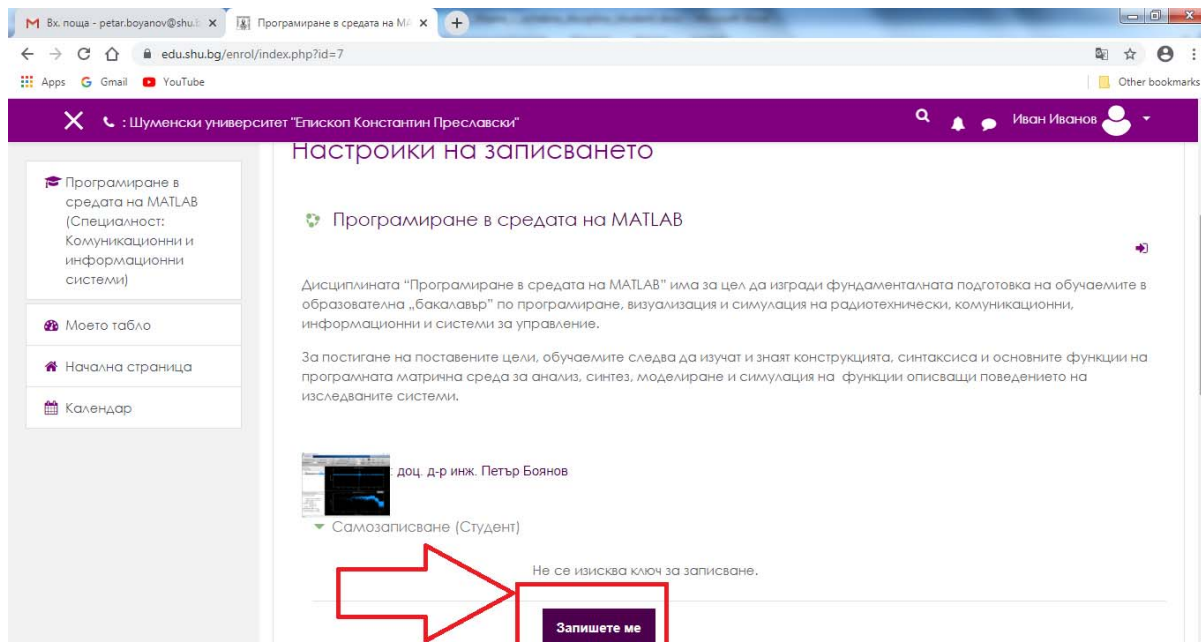 Вх. поща - petar.boyanov@shu.b
Програмиране в средата на МА
edu.shu.bg/enrol/index.php?id=7
Apps
Gmail
YouTube
Other bookmarks
: Шуменски университет "Епископ Константин Преславски"
Иван Иванов
Програмиране в
средата на MATLAB
(Специалност:
Комуникационни и
информационни
системи)
Моето табло
Начална страница
Календар
Настройки на записването
Програмиране в средата на MATLAB
Дисциплината “Програмиране в средата на MATLAB” има за цел да изгради фундаменталната подготовка на обучаемите в
образователна „бакалавър” по програмиране, визуализация и симулация на радиотехнически, комуникационни,
информационни и системи за управление.
За постигане на поставените цели, обучаемите следва да изучат и знаят конструкцията, синтаксиса и основните функции на
програмната матрична среда за анализ, синтез, моделиране и симулация на функции описващи поведението на
изследваните системи.
: доц. д-р инж. Петър Боянов
Самозаписване (Студент)
Не се изисква ключ за записване.
Запишете ме